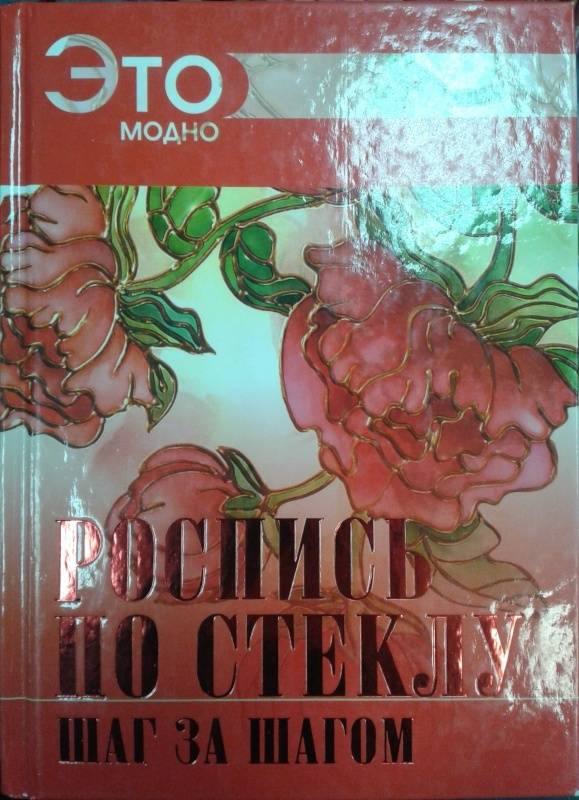 Это
модно
Роспись
по стеклу
шаг за шагом